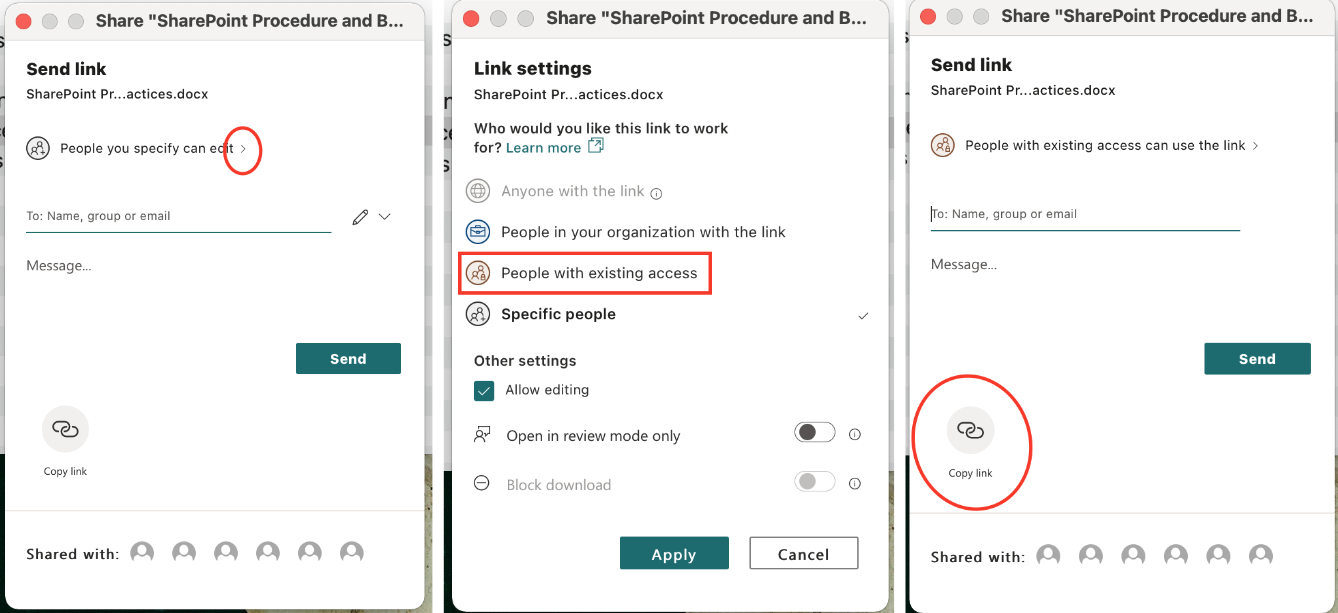 Share "SharePoint Procedure and B...
Send link
SharePoint Pr...actices.docx
People you specify can edit >
To: Name, group or email
Message...
Send
Copy link
Shared with:
Share "SharePoint Procedure and B...
Link settings
SharePoint Pr...actices.docx
Who would you like this link to work
for? Learn more
Anyone with the link
People in your organization with the link
People with existing access
Specific people
Other settings
Allow editing
Open in review mode only
Block download
Apply
Cancel
Share "SharePoint Procedure and B...
Send link
SharePoint Pr...actices.docx
People with existing access can use the link >
To: Name, group or email
Message...
Send
Copy link
Shared with: